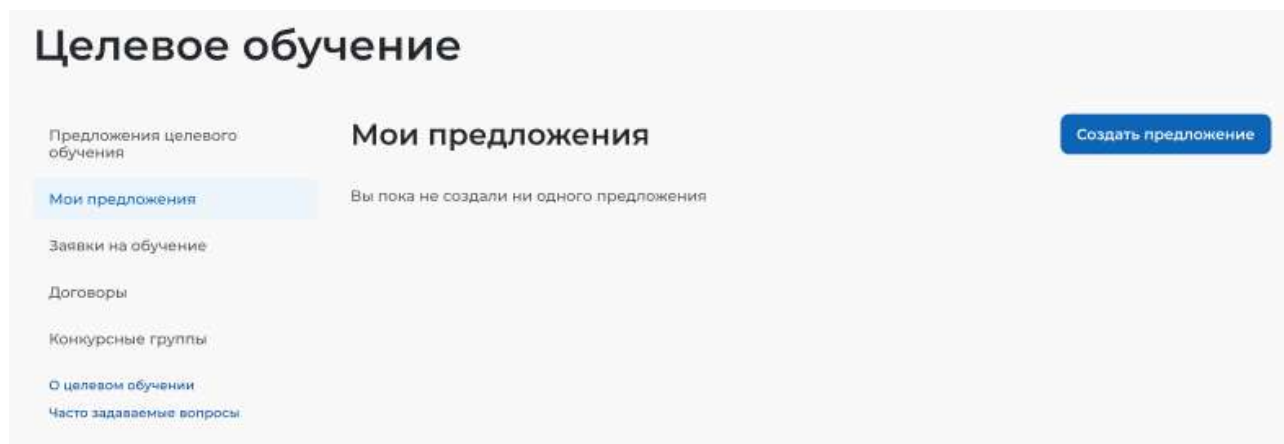 Целевое обучение
Предложения целевого
обучения
Мои предложения
Заявки на обучение
Договоры
Конкурсные группы
О целевом обучении
Часто задаваемые вопросы
Мои предложения
Создать предложение
Вы пока не создали ни одного предложения